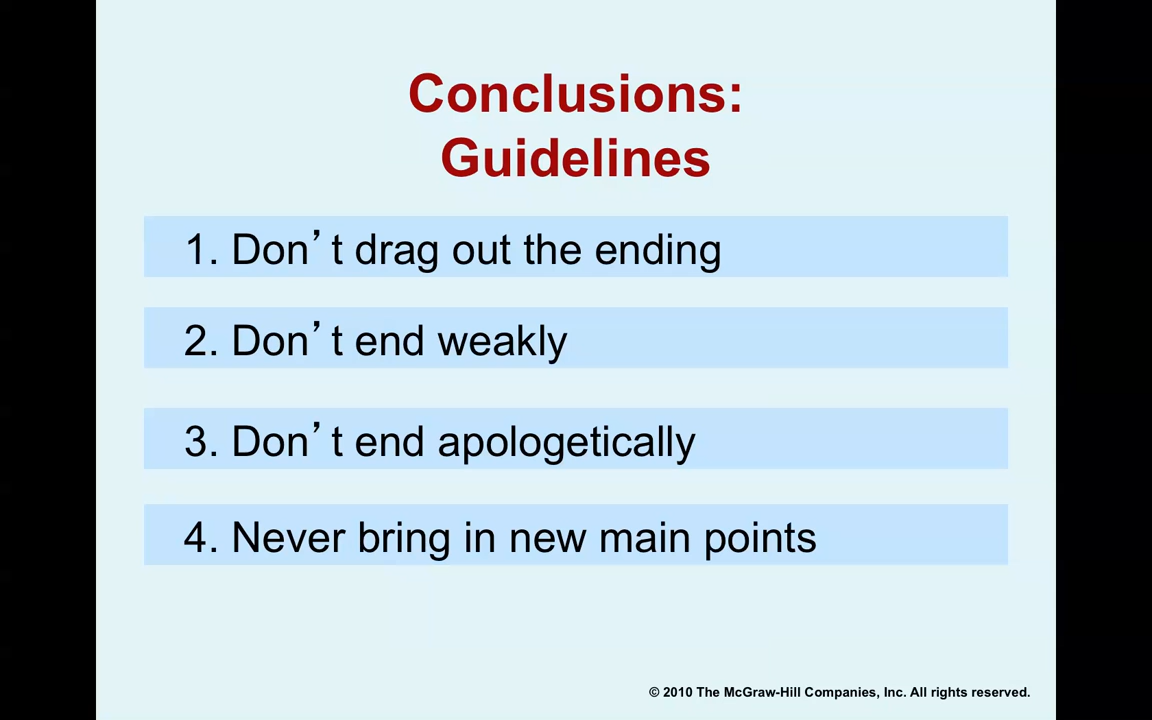 Conclusions:
Guidelines
1. Don’t drag out the ending
2. Don’t end weakly
3. Don’t end apologetically
4. Never bring in new main points
© 2010 The McGraw-Hill Companies, Inc. All rights reserved.